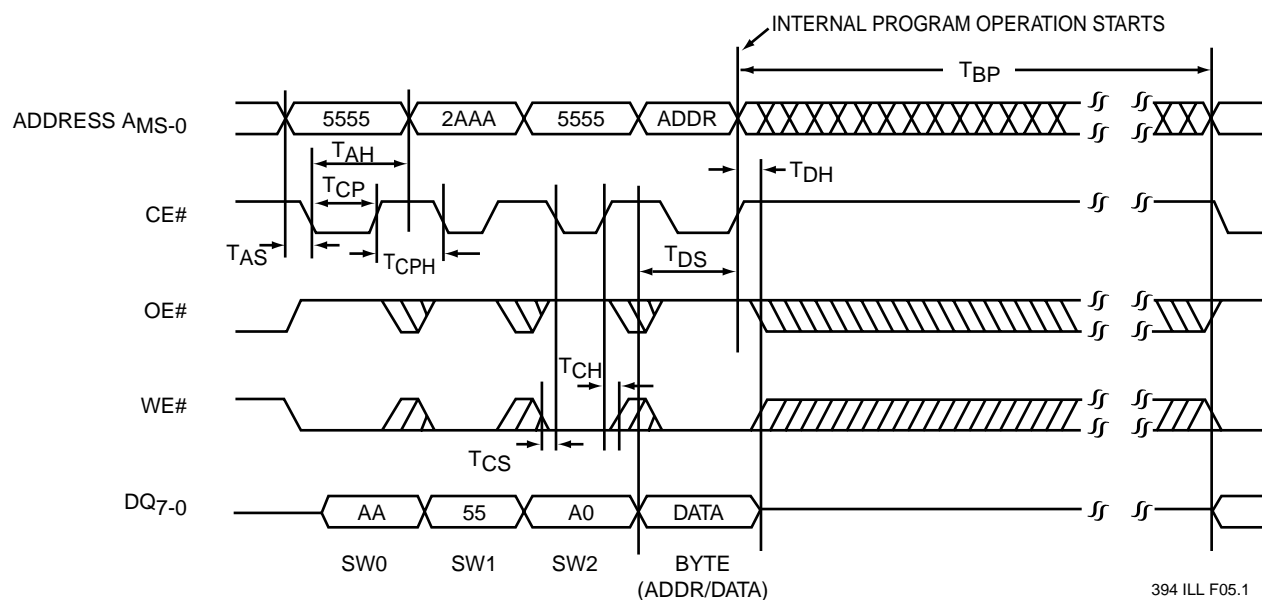 INTERNAL PROGRAM OPERATION STARTS
TBP
ADDRESS AMS-0
5555
2AAA
5555
ADDR
TAH
TDH
TCP
CE#
TAS
TCPH
TDS
OE#
TCH
WE#
TCS
DQ7-0
AA
55
A0
DATA
SW0
SW1
SW2
BYTE
(ADDR/DATA)
394 ILL F05.1